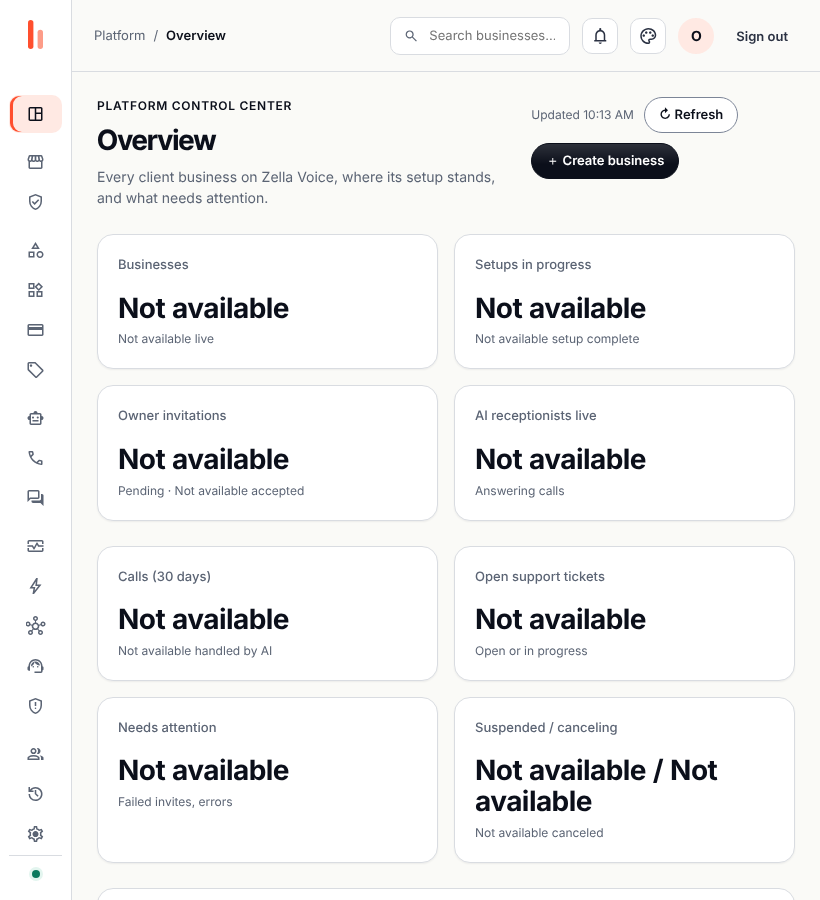 Platform / Overview
Search businesses...
O
Sign out
PLATFORM CONTROL CENTER
Overview
Every client business on Zella Voice, where its setup stands,
and what needs attention.
Updated 10:13 AM
Refresh
+ Create business
Businesses
Not available
Not available live
Setups in progress
Not available
Not available setup complete
Owner invitations
Not available
Pending · Not available accepted
AI receptionists live
Not available
Answering calls
Calls (30 days)
Not available
Not available handled by AI
Open support tickets
Not available
Open or in progress
Needs attention
Not available
Failed invites, errors
Suspended / canceling
Not available / Not
available
Not available canceled